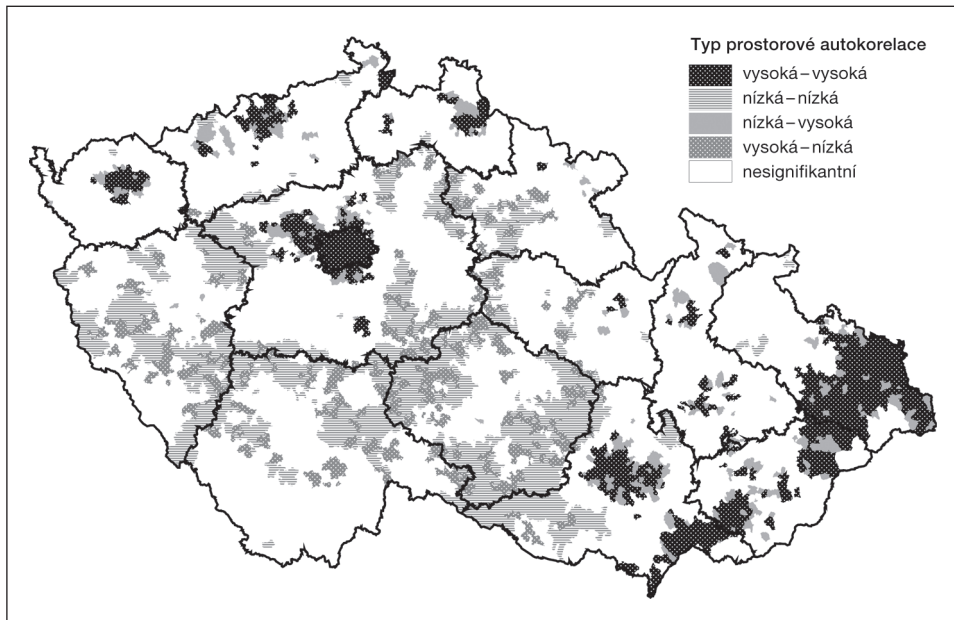 Typ prostorové autokorelace
vysoká – vysoká
nízká – nízká
nízká – vysoká
vysoká – nízká
nesignifikantní